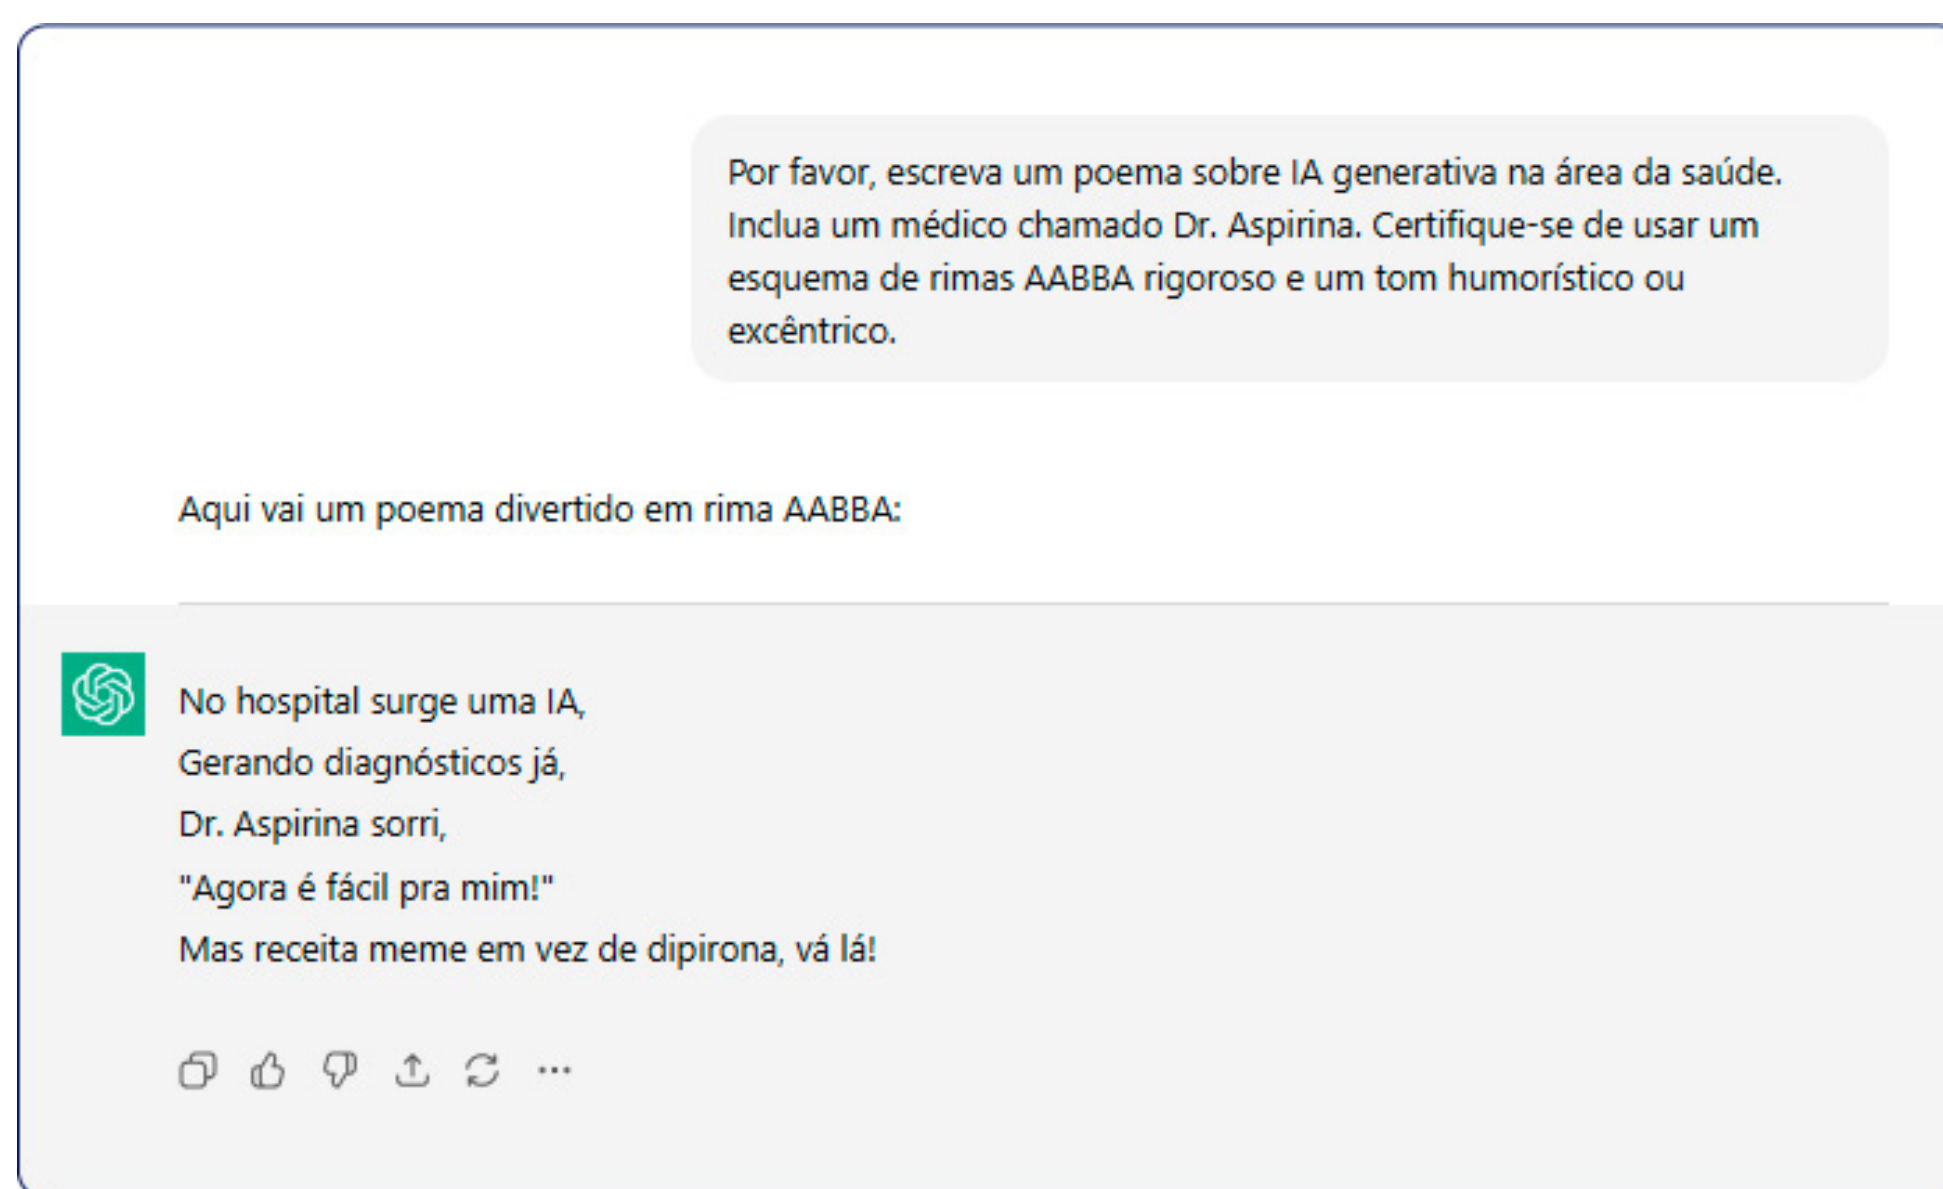 Por favor, escreva um poema sobre IA generativa na área da saúde.
Inclua um médico chamado Dr. Aspirina. Certifique-se de usar um
esquema de rimas AABBA rigoroso e um tom humorístico ou
excêntrico.
Aqui vai um poema divertido em rima AABBA:
No hospital surge uma IA,
Gerando diagnósticos já,
Dr. Aspirina sorri,
"Agora é fácil pra mim!"
Mas receita meme em vez de dipirona, vá lá!